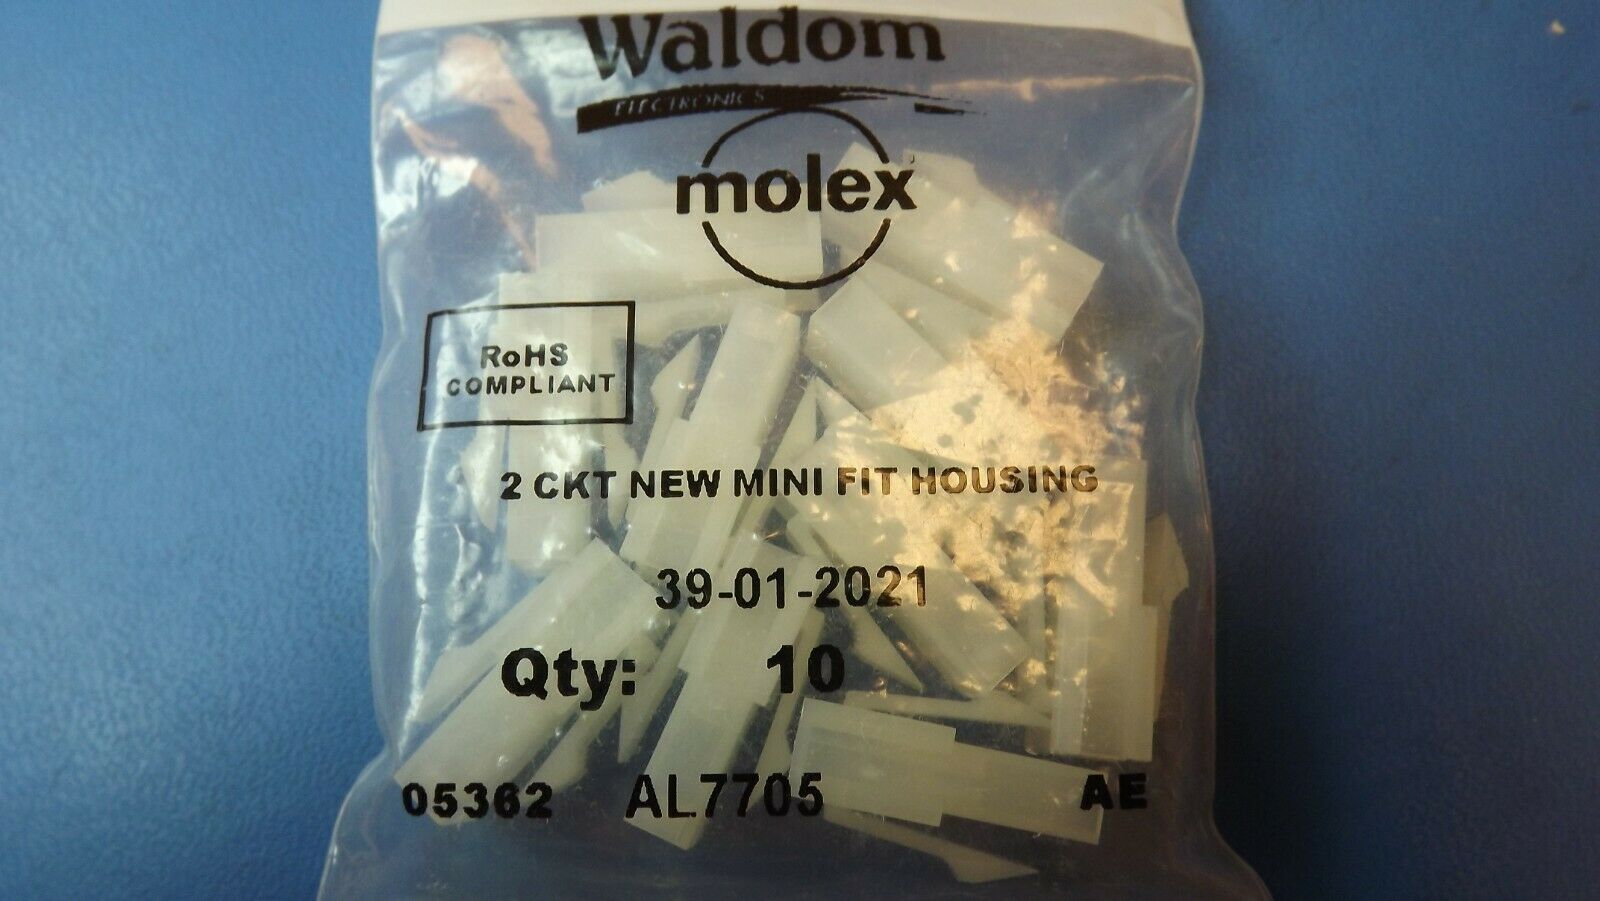 Waldom
ELECTRONICS
molex
RoHS
COMPLIANT
2 CKT NEW MINI FIT HOUSING
39-01-2021
Qty: 10
05362 AL7705 AE